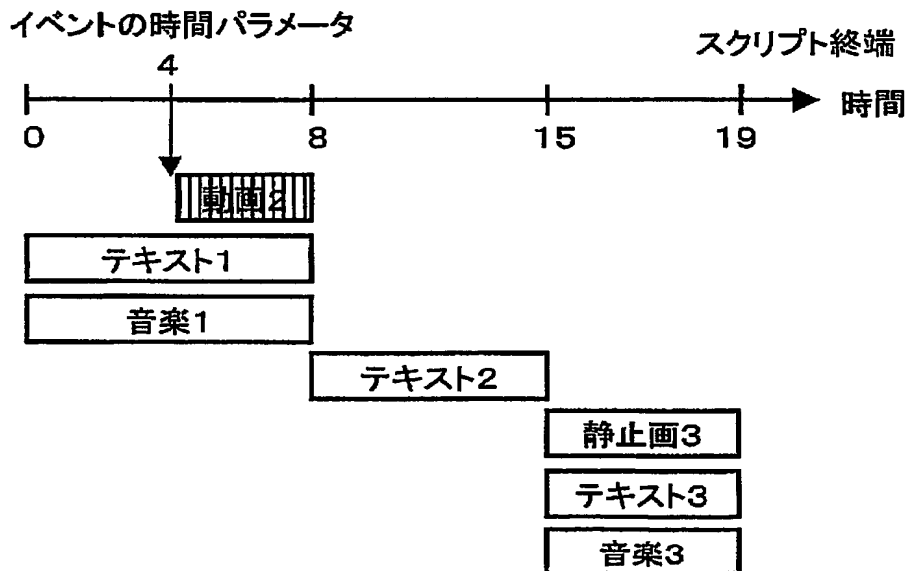 イベントの時間パラメータ
スクリプト終端
4
時間
0
8
15
19
動画2
テキスト1
音楽1
テキスト2
静止画3
テキスト3
音楽3